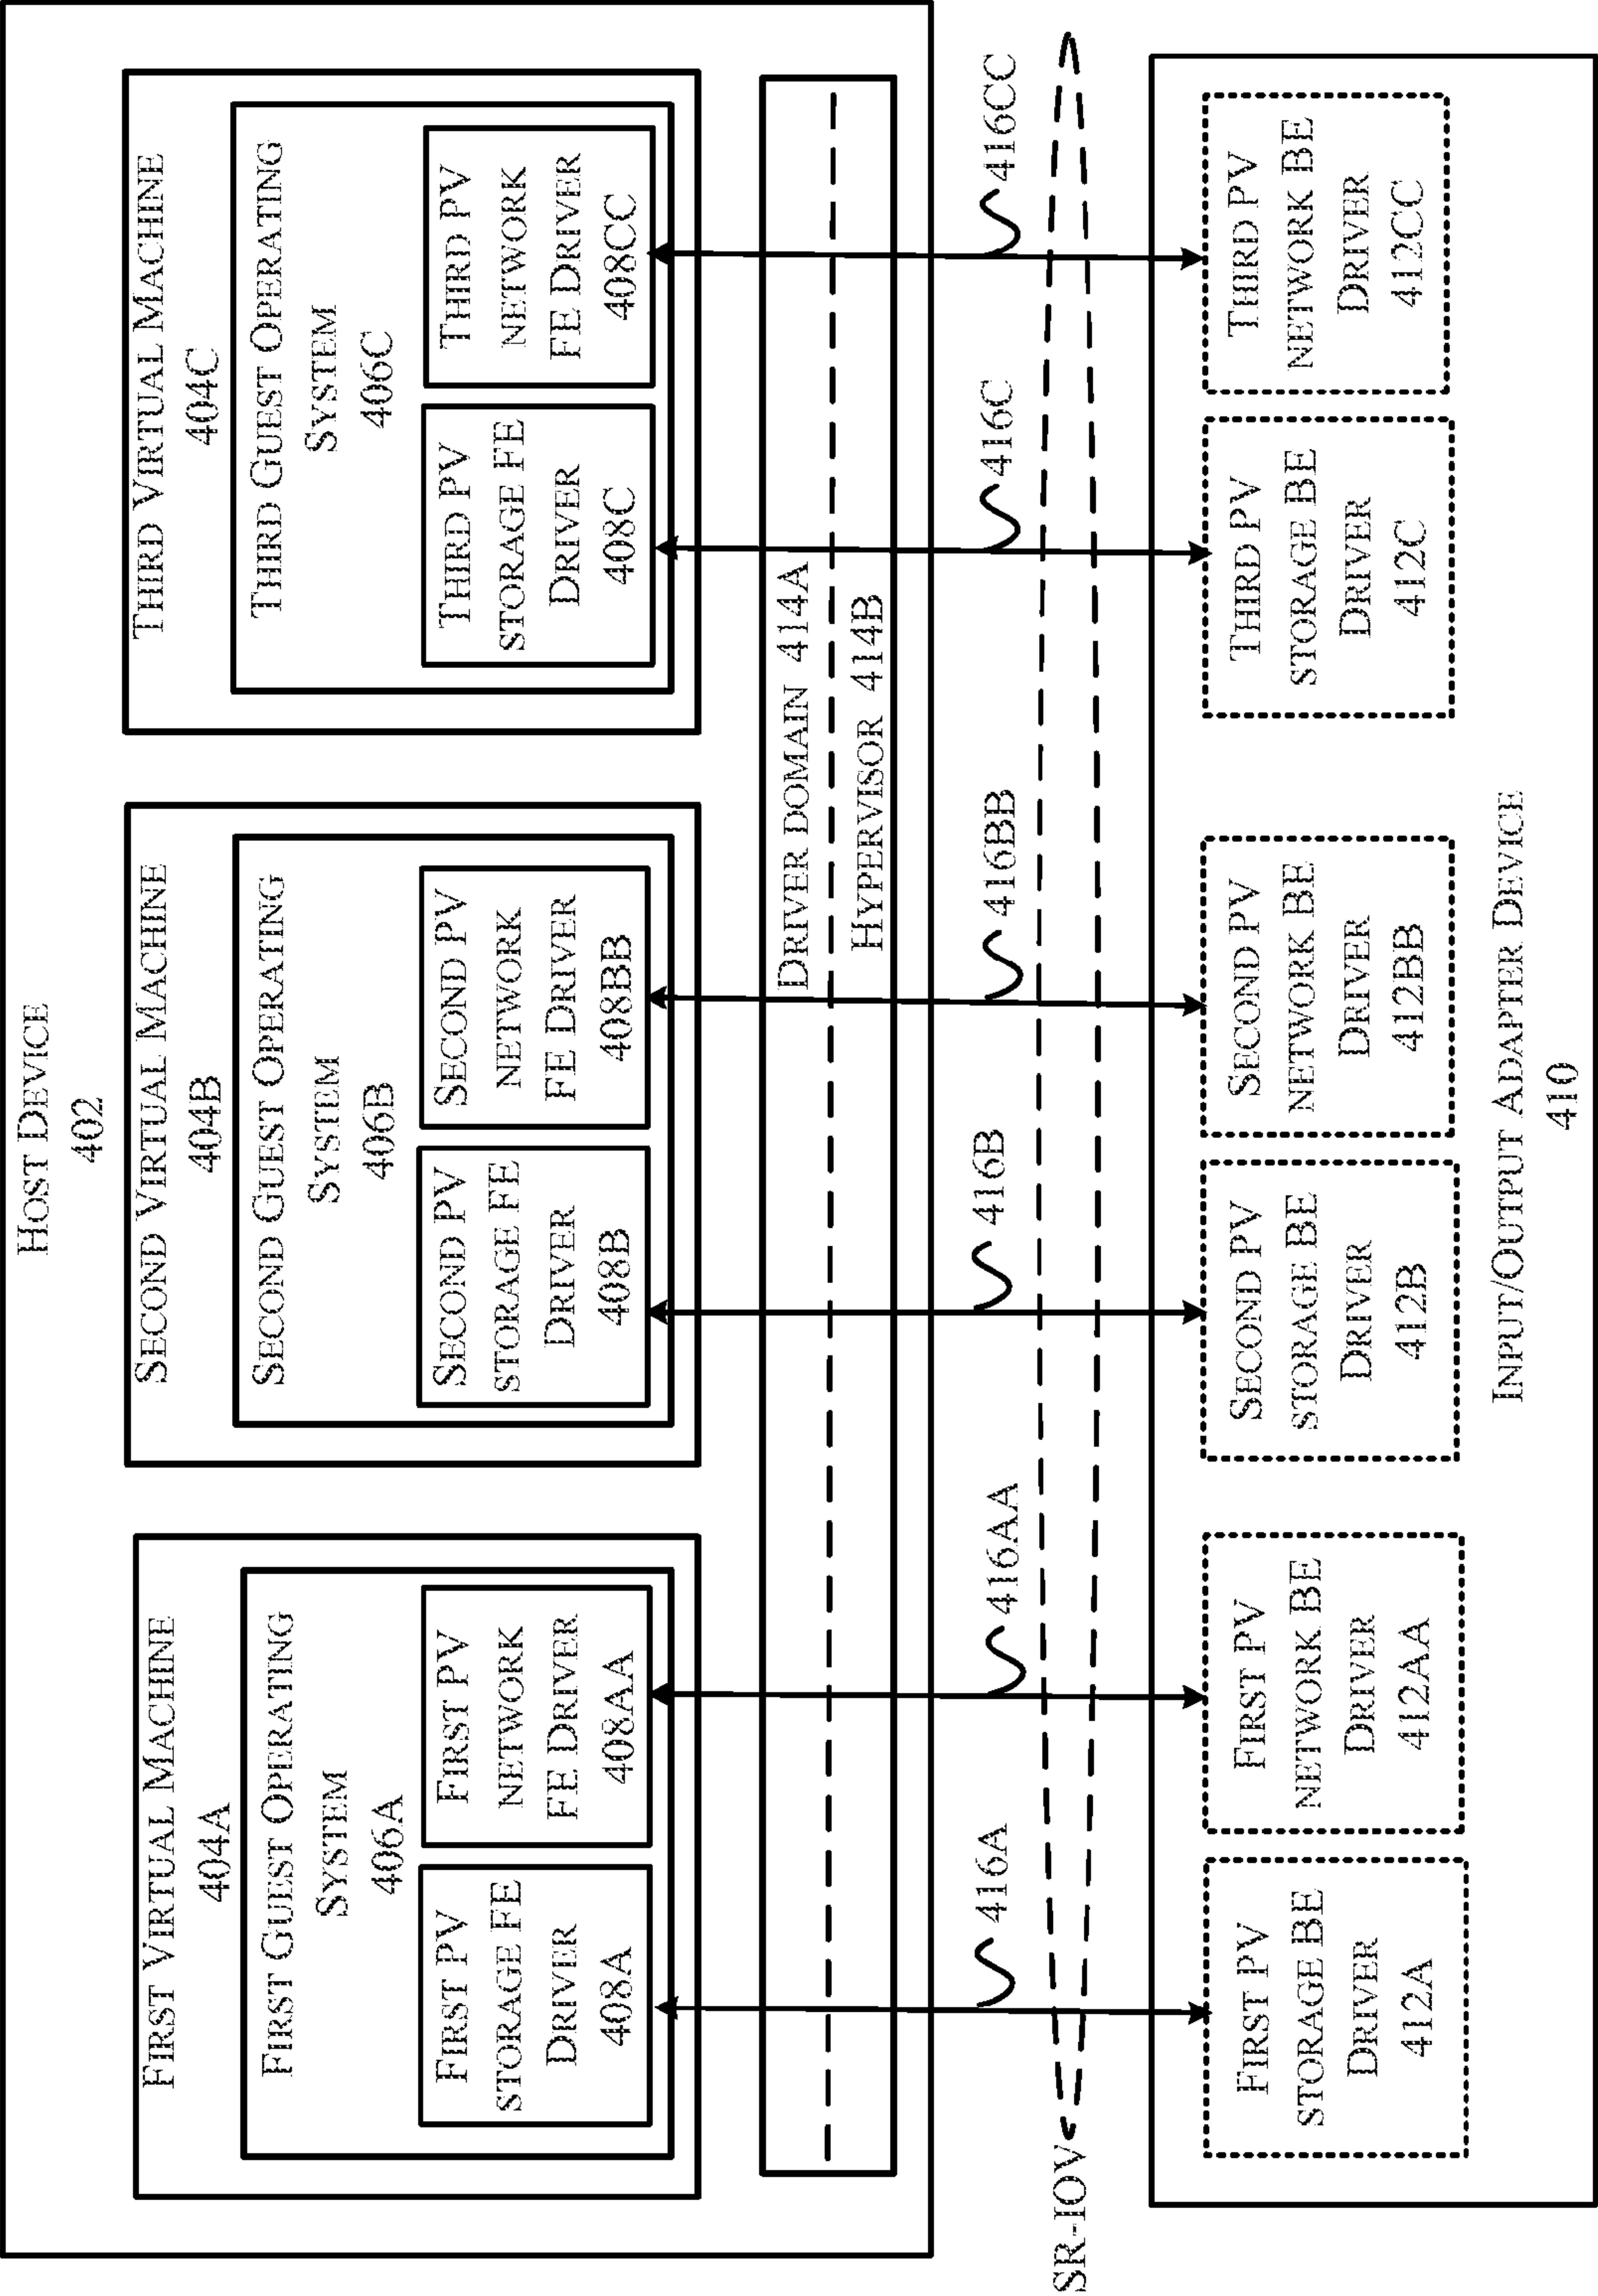 HOST DEVICE
402
FIRST VIRTUAL MACHINE
404A
FIRST GUEST OPERATING
SYSTEM
406A
FIRST PV
STORAGE FE
DRIVER
408A
FIRST PV
NETWORK
FE DRIVER
408AA
SECOND VIRTUAL MACHINE
404B
SECOND GUEST OPERATING
SYSTEM
406B
SECOND PV
STORAGE FE
DRIVER
408B
SECOND PV
NETWORK
FE DRIVER
408BB
THIRD VIRTUAL MACHINE
404C
THIRD GUEST OPERATING
SYSTEM
406C
THIRD PV
STORAGE FE
DRIVER
408C
THIRD PV
NETWORK
FE DRIVER
408CC
DRIVER DOMAIN 414A
HYPERVISOR 414B
416A
416AA
416B
416BB
416C
416CC
SR-IOV
FIRST PV
STORAGE BE
DRIVER
412A
FIRST PV
NETWORK BE
DRIVER
412AA
SECOND PV
STORAGE BE
DRIVER
412B
SECOND PV
NETWORK BE
DRIVER
412BB
THIRD PV
STORAGE BE
DRIVER
412C
THIRD PV
NETWORK BE
DRIVER
412CC
INPUT/OUTPUT ADAPTER DEVICE
410